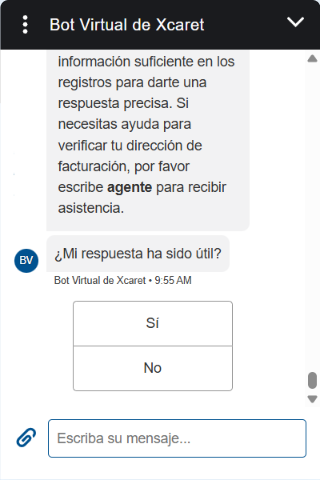 Bot Virtual de Xcaret
información suficiente en los
registros para darte una
respuesta precisa. Si
necesitas ayuda para
verificar tu dirección de
facturación, por favor
escribe agente para recibir
asistencia.
BV
¿Mi respuesta ha sido útil?
Bot Virtual de Xcaret • 9:55 AM
Sí
No
Escriba su mensaje...